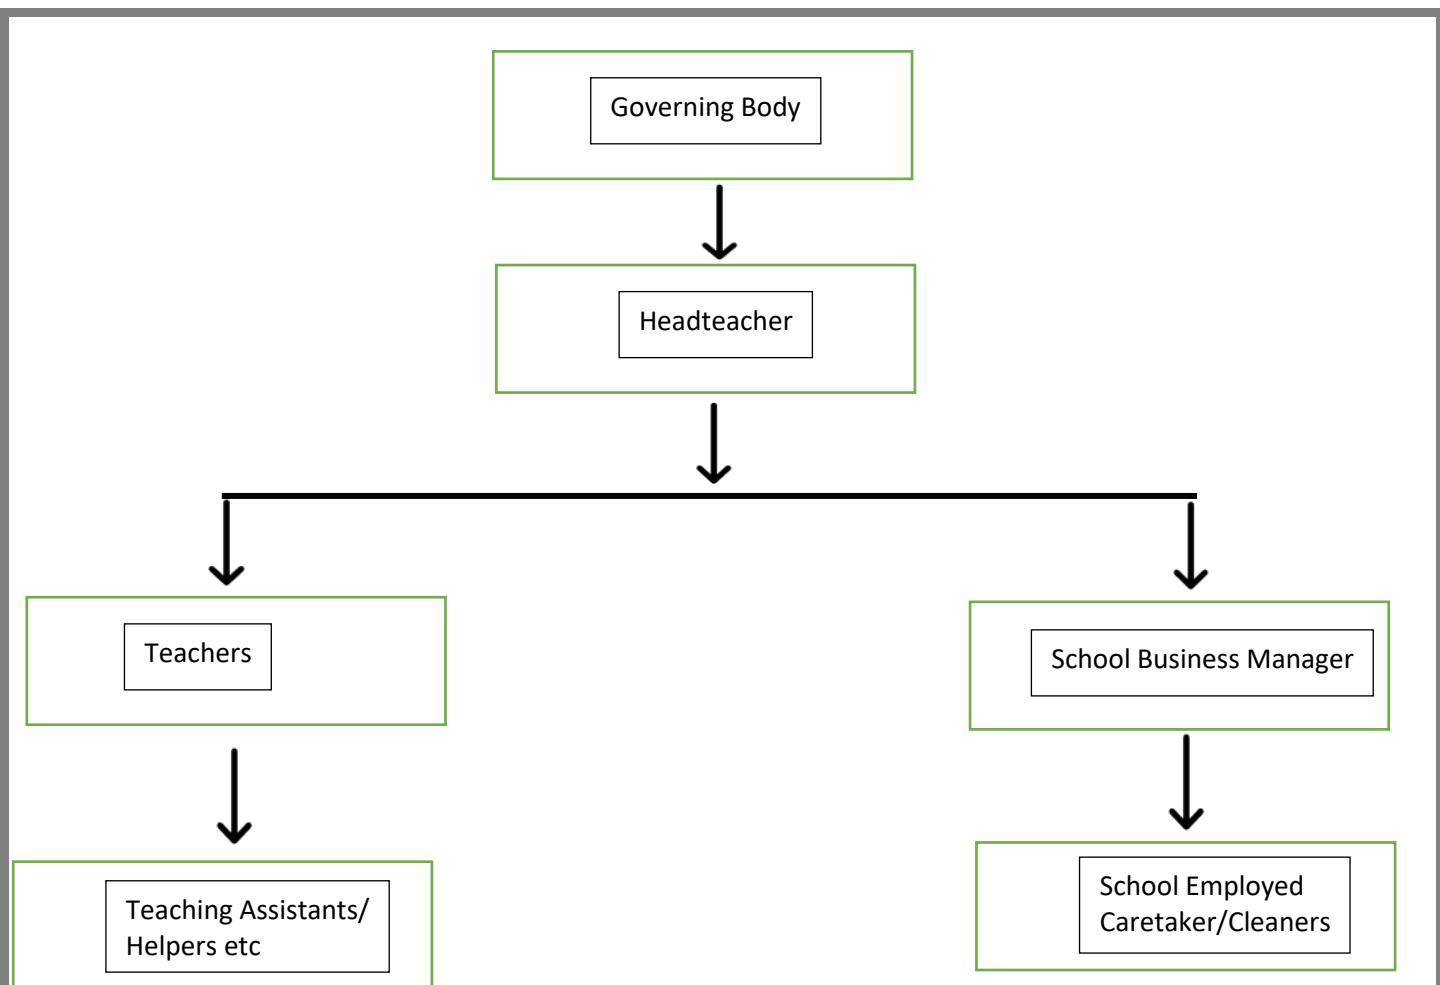 Governing Body
Headteacher
Teachers
School Business Manager
Teaching Assistants/
Helpers etc
School Employed
Caretaker/Cleaners